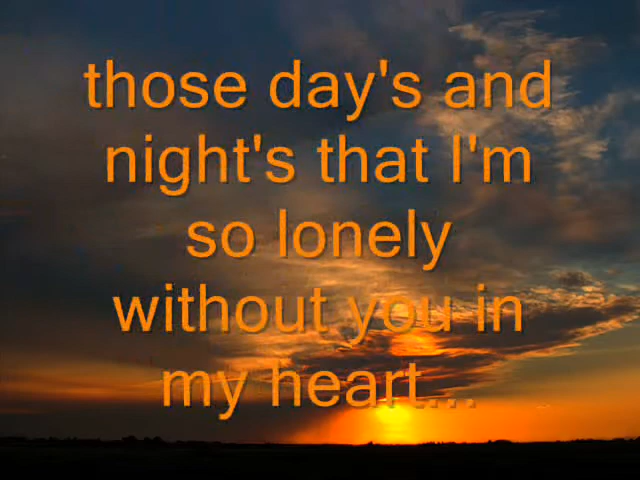 those day's and
night's that I'm
so lonely
without you in
my heart...